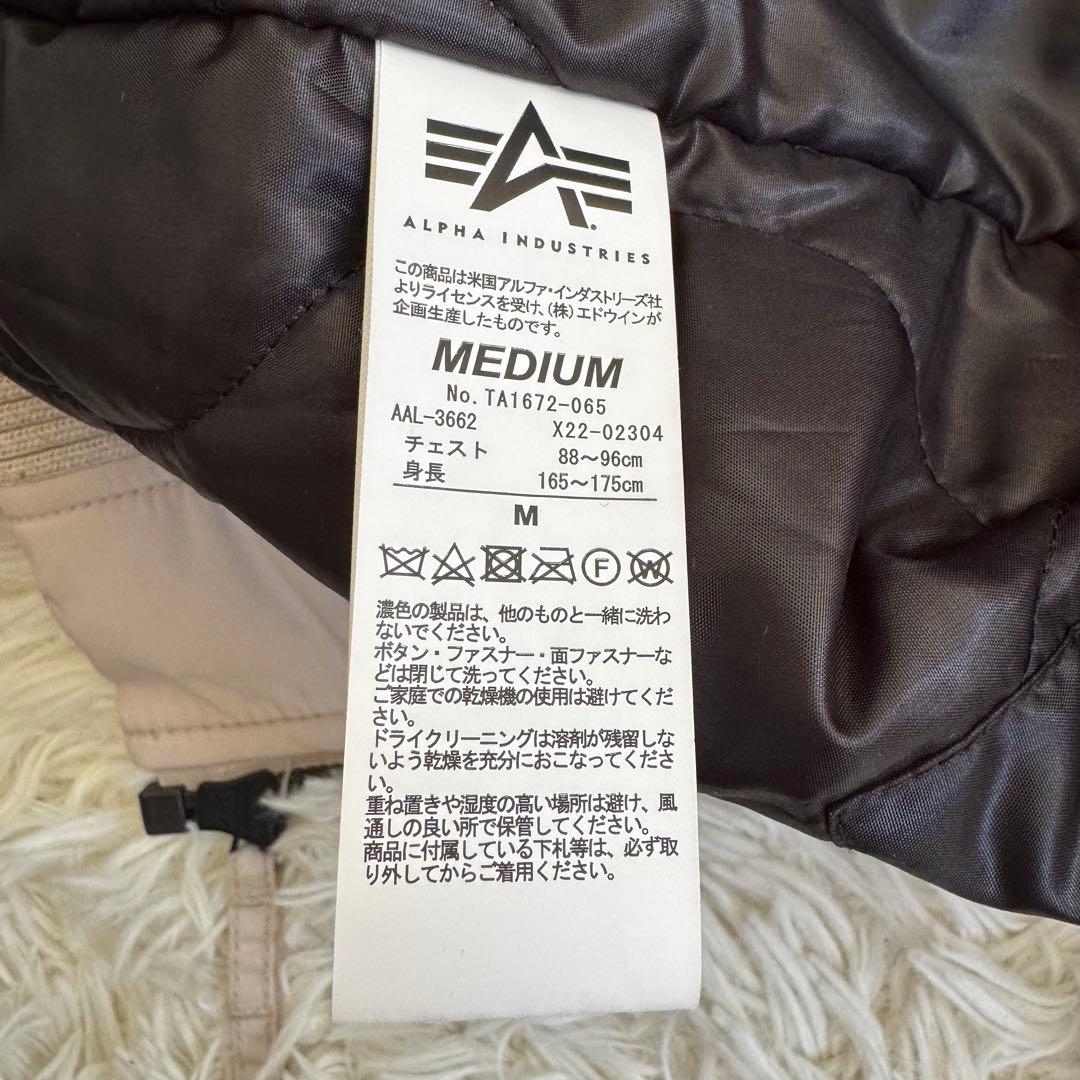 ALPHA INDUSTRIES
この商品は米国アルファ・インダストリーズ社
よりライセンスを受け、(株)エドウインが
企画生産したものです。
MEDIUM
No. TA1672-065
AAL-3662 X22-02304
チェスト 88～96cm
身長 165～175cm
M
F W
濃色の製品は、他のものと一緒に洗わ
ないでください。
ボタン・ファスナー・面ファスナーな
どは閉じて洗ってください。
ご家庭での乾燥機の使用は避けてくだ
さい。
ドライクリーニングは溶剤が残留しな
いよう乾燥を充分におこなってくださ
い。
重ね置きや湿度の高い場所は避け、風
通しの良い所で保管してください。
商品に付属している下札等は、必ず取
り外してからご着用ください。